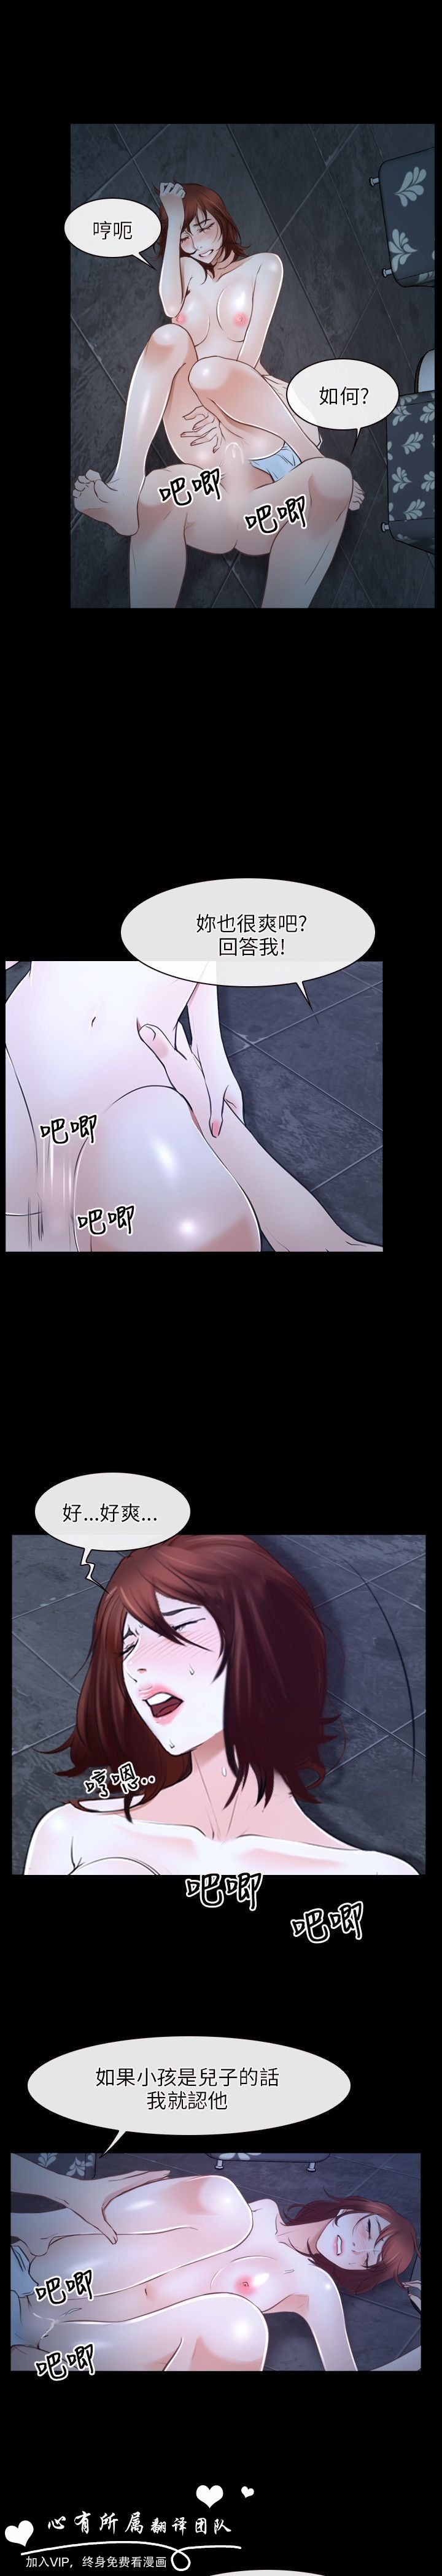 哼呃
如何?
吧唧
吧唧
妳也很爽吧?
回答我!
吧唧
吧唧
好...好爽...
哼嗯..
吧唧
吧唧
如果小孩是兒子的話
我就認他
吧唧
吧唧
心有所属翻译团队
加入VIP，终身免费看漫画